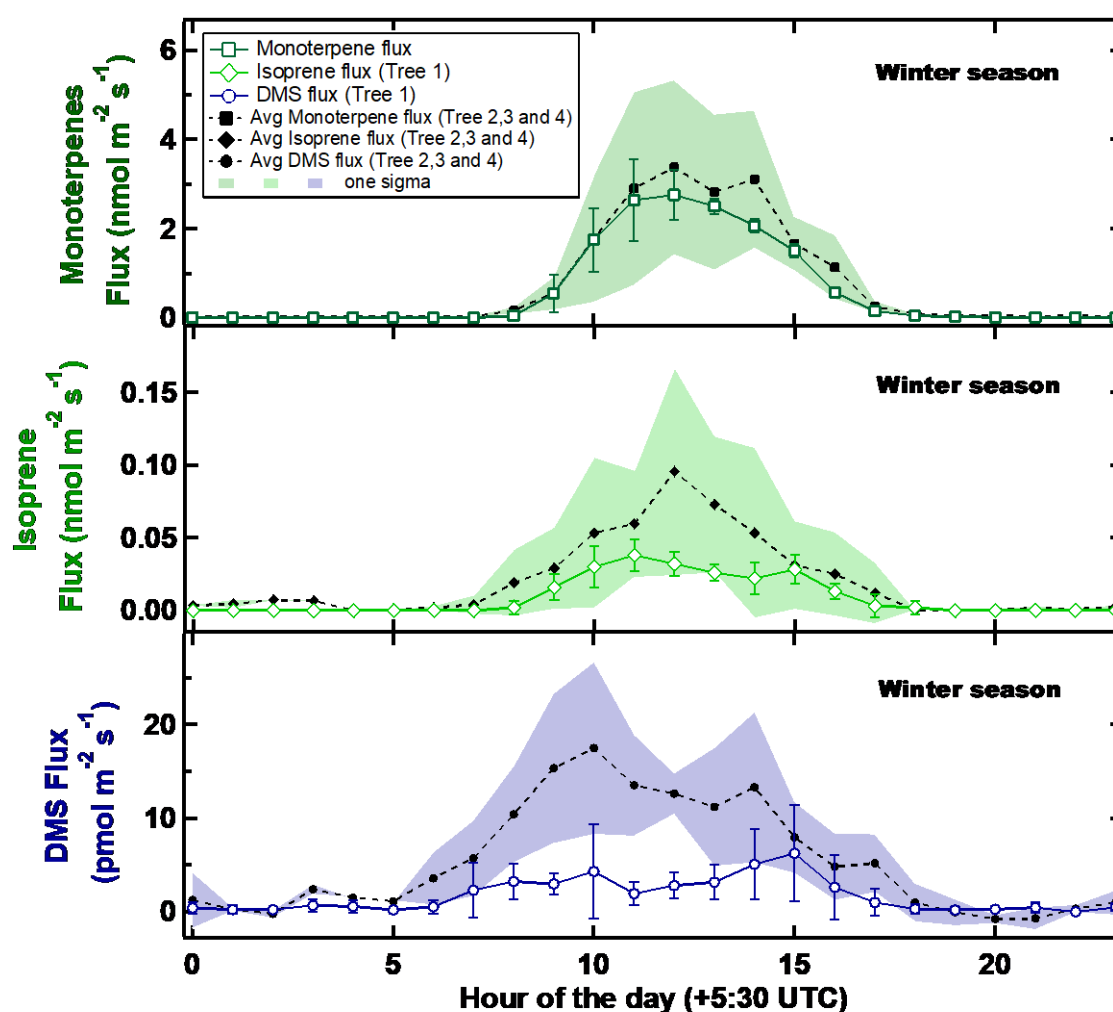 Monoterpenes
Flux (nmol m⁻² s⁻¹)
6
4
2
0
Monoterpene flux
Isoprene flux (Tree 1)
DMS flux (Tree 1)
Avg Monoterpene flux (Tree 2,3 and 4)
Avg Isoprene flux (Tree 2,3 and 4)
Avg DMS flux (Tree 2,3 and 4)
one sigma
Winter season
Isoprene
Flux (nmol m⁻² s⁻¹)
0.15
0.10
0.05
0.00
Winter season
DMS Flux
(pmol m⁻² s⁻¹)
20
10
0
Winter season
0 5 10 15 20
Hour of the day (+5:30 UTC)